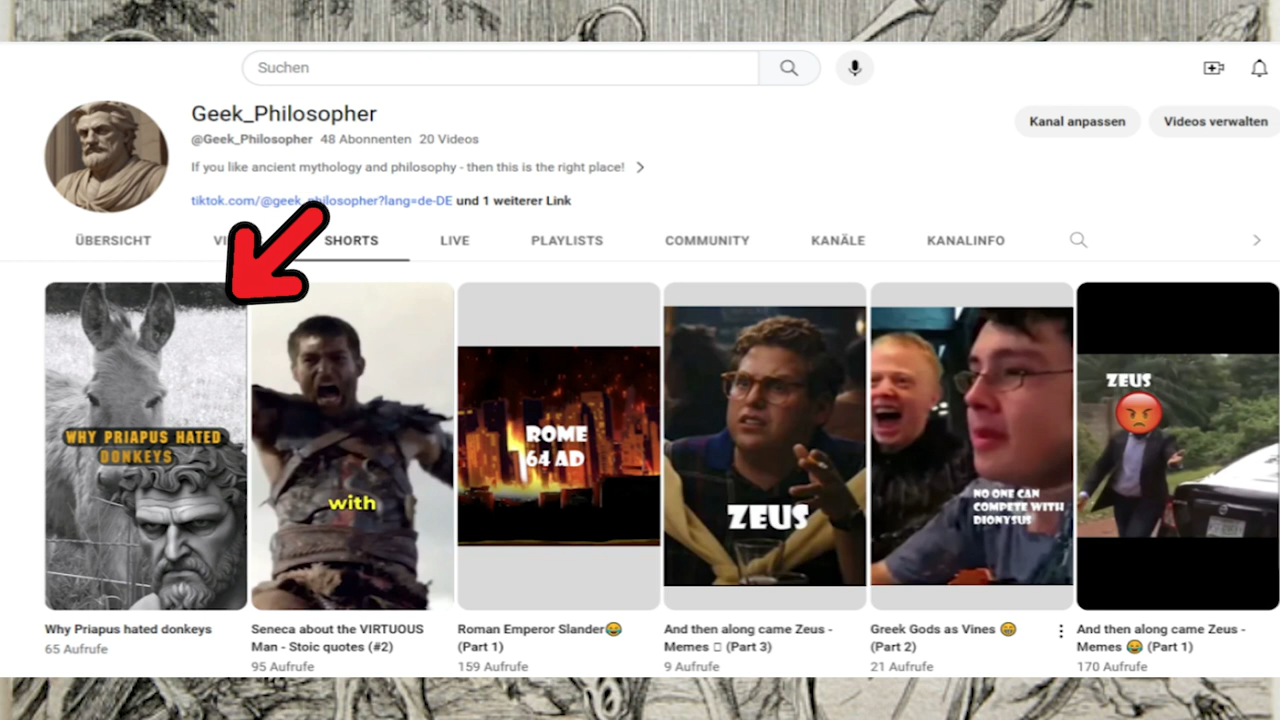 Suchen
Geek_Philosopher
@Geek_Philosopher 48 Abonnenten 20 Videos
Kanal anpassen
Videos verwalten
If you like ancient mythology and philosophy - then this is the right place!
tiktok.com/@geek_philosopher?lang=de-DE und 1 weiterer Link
ÜBERSICHT
SHORTS
LIVE
PLAYLISTS
COMMUNITY
KANÄLE
KANALINFO
WHY PRIAPUS HATED
DONKEYS
with
ROME
64 AD
ZEUS
NO ONE CAN
COMPETE WITH
DIONYSUS
ZEUS
Why Priapus hated donkeys
65 Aufrufe
Seneca about the VIRTUOUS
Man - Stoic quotes (#2)
95 Aufrufe
Roman Emperor Slander😂
(Part 1)
159 Aufrufe
And then along came Zeus -
Memes (Part 3)
9 Aufrufe
Greek Gods as Vines 😁
(Part 2)
21 Aufrufe
And then along came Zeus -
Memes 😂 (Part 1)
170 Aufrufe